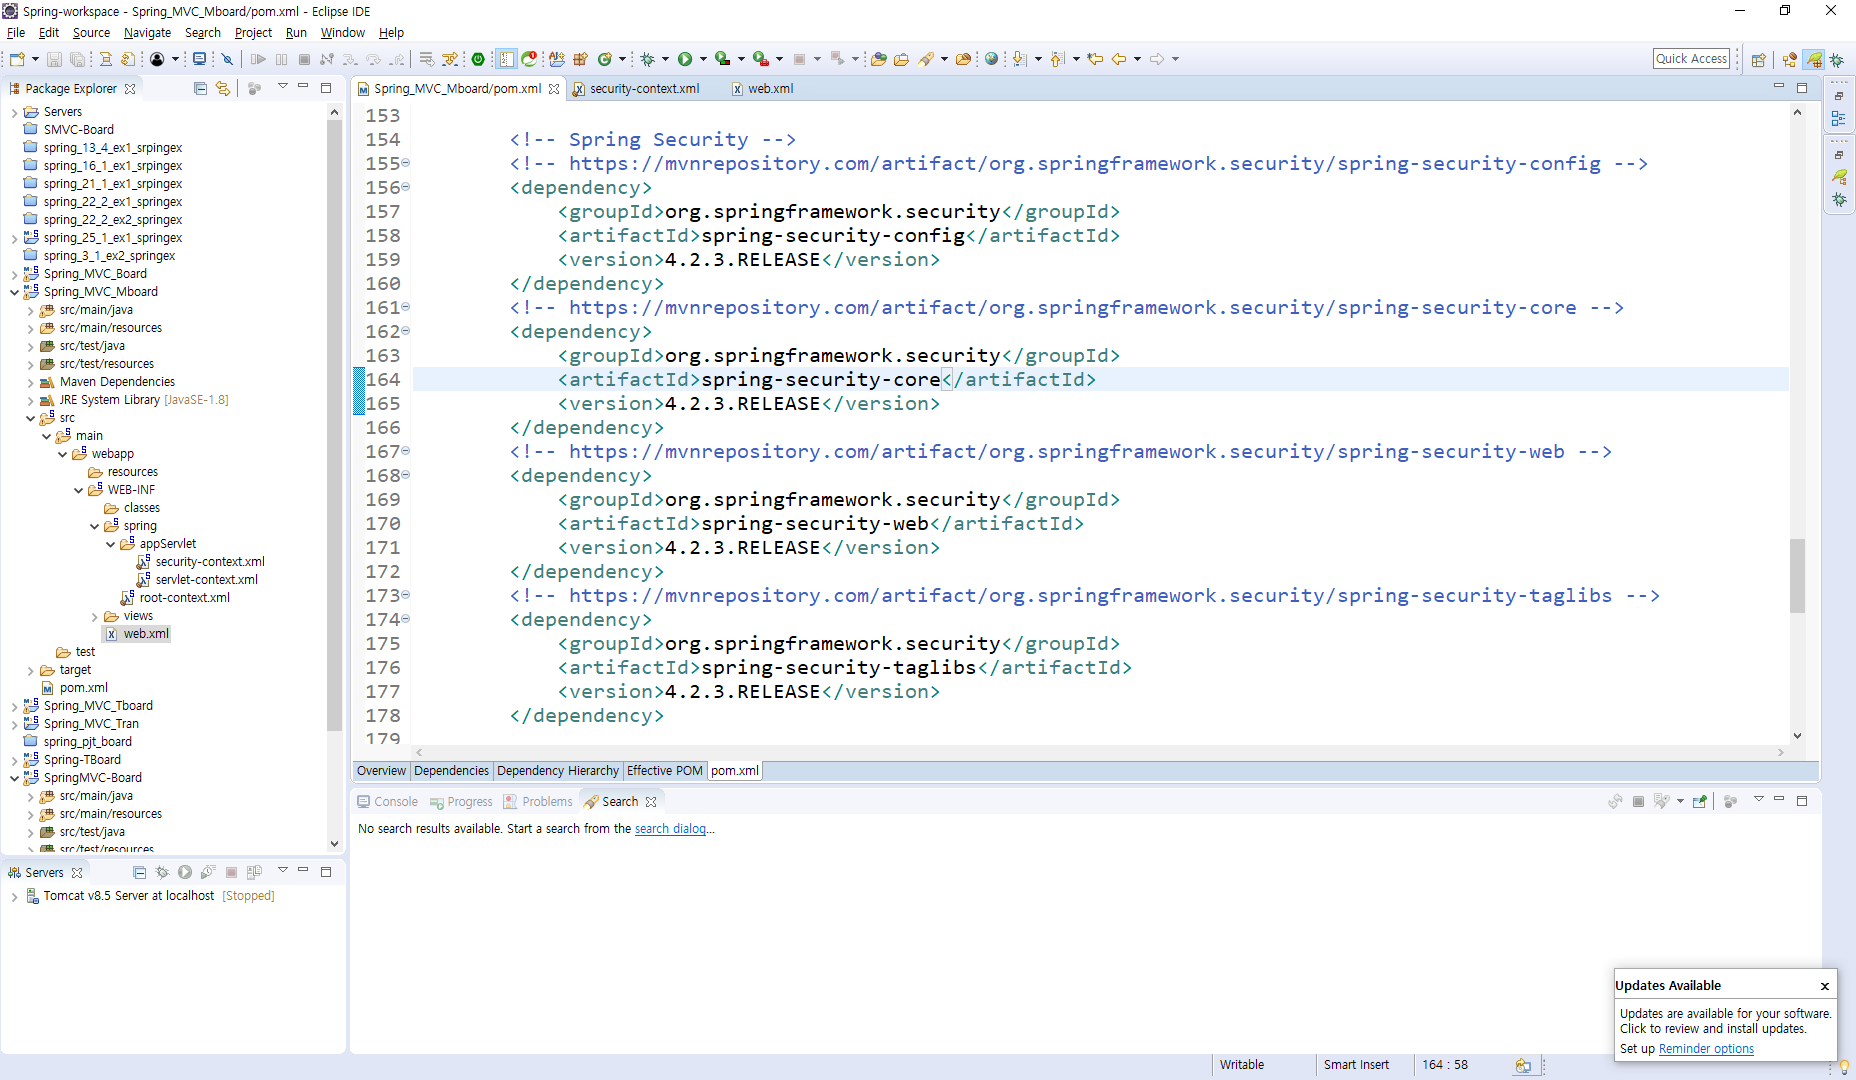 Spring-workspace - Spring_MVC_Mboard/pom.xml - Eclipse IDE
File Edit Source Navigate Search Project Run Window Help
Quick Access
Package Explorer
Servers
SMVC-Board
spring_13_4_ex1_srpingex
spring_16_1_ex1_srpingex
spring_21_1_ex1_srpingex
spring_22_2_ex1_springex
spring_22_2_ex2_springex
spring_25_1_ex1_springex
spring_3_1_ex2_springex
Spring_MVC_Board
Spring_MVC_Mboard
src/main/java
src/main/resources
src/test/java
src/test/resources
Maven Dependencies
JRE System Library [JavaSE-1.8]
src
main
webapp
resources
WEB-INF
classes
spring
appServlet
security-context.xml
servlet-context.xml
root-context.xml
views
web.xml
test
target
pom.xml
Spring_MVC_Tboard
Spring_MVC_Tran
spring_pjt_board
Spring-TBoard
SpringMVC-Board
src/main/java
src/main/resources
src/test/java
src/test/resources
Servers
Tomcat v8.5 Server at localhost [Stopped]
Spring_MVC_Mboard/pom.xml security-context.xml web.xml
153
154 <!-- Spring Security -->
155 <!-- https://mvnrepository.com/artifact/org.springframework.security/spring-security-config -->
156 <dependency>
157 <groupId>org.springframework.security</groupId>
158 <artifactId>spring-security-config</artifactId>
159 <version>4.2.3.RELEASE</version>
160 </dependency>
161 <!-- https://mvnrepository.com/artifact/org.springframework.security/spring-security-core -->
162 <dependency>
163 <groupId>org.springframework.security</groupId>
164 <artifactId>spring-security-core</artifactId>
165 <version>4.2.3.RELEASE</version>
166 </dependency>
167 <!-- https://mvnrepository.com/artifact/org.springframework.security/spring-security-web -->
168 <dependency>
169 <groupId>org.springframework.security</groupId>
170 <artifactId>spring-security-web</artifactId>
171 <version>4.2.3.RELEASE</version>
172 </dependency>
173 <!-- https://mvnrepository.com/artifact/org.springframework.security/spring-security-taglibs -->
174 <dependency>
175 <groupId>org.springframework.security</groupId>
176 <artifactId>spring-security-taglibs</artifactId>
177 <version>4.2.3.RELEASE</version>
178 </dependency>
179
Overview Dependencies Dependency Hierarchy Effective POM pom.xml
Console Progress Problems Search
No search results available. Start a search from the search dialog...
Updates Available x
Updates are available for your software.
Click to review and install updates.
Set up Reminder options
Writable Smart Insert 164 : 58